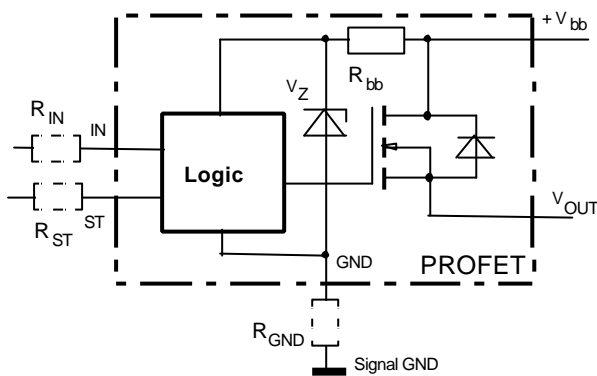 + V bb
R bb
V Z
R IN
IN
Logic
R ST
ST
V OUT
GND
PROFET
R GND
Signal GND